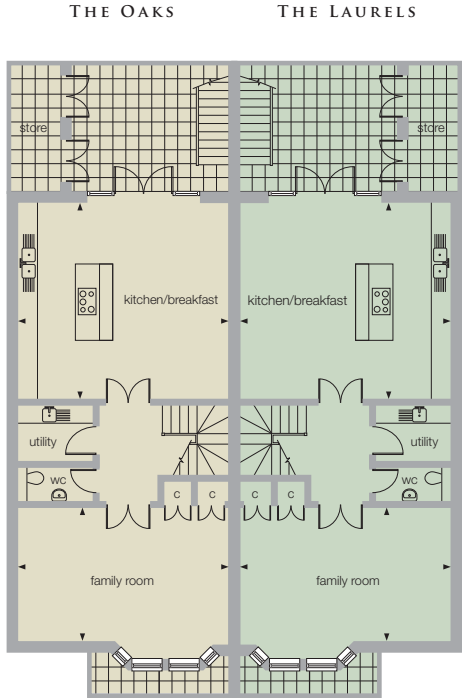 THE OAKS
THE LAURELS
store
store
kitchen/breakfast
kitchen/breakfast
utility
utility
wc
wc
c
c
c
c
family room
family room